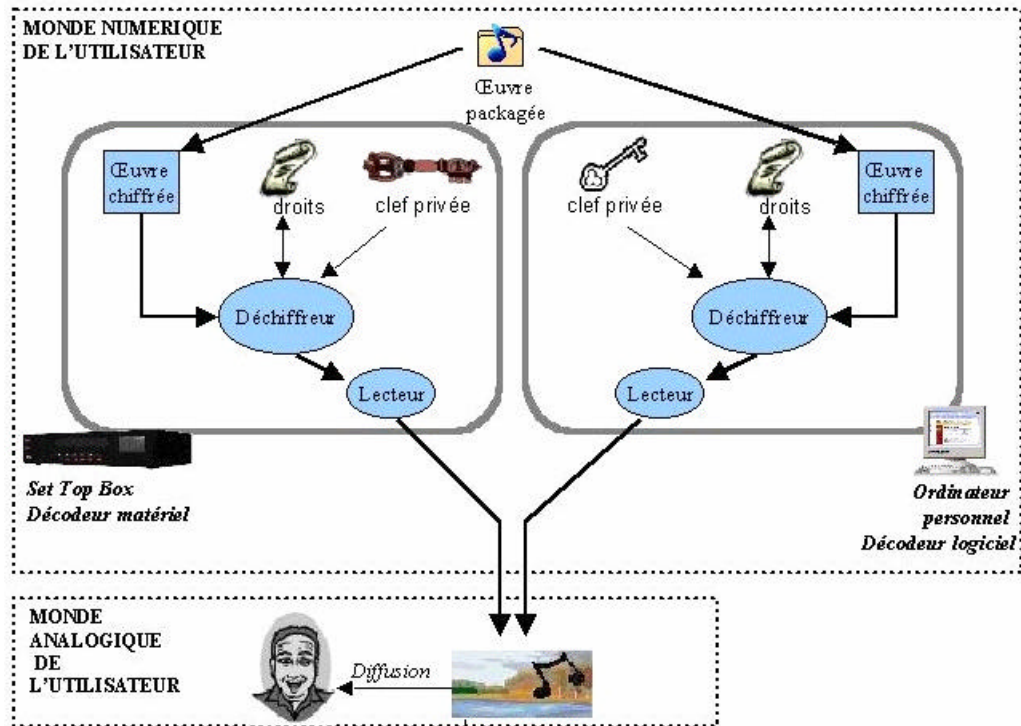 MONDE NUMERIQUE
DE L'UTILISATEUR
Œuvre
packagée
Œuvre
chiffrée
droits
clef privée
Déchiffreur
Lecteur
clef privée
droits
Œuvre
chiffrée
Déchiffreur
Lecteur
Set Top Box
Décodeur matériel
Ordinateur
personnel
Décodeur logiciel
MONDE
ANALOGIQUE
DE
L'UTILISATEUR
Diffusion